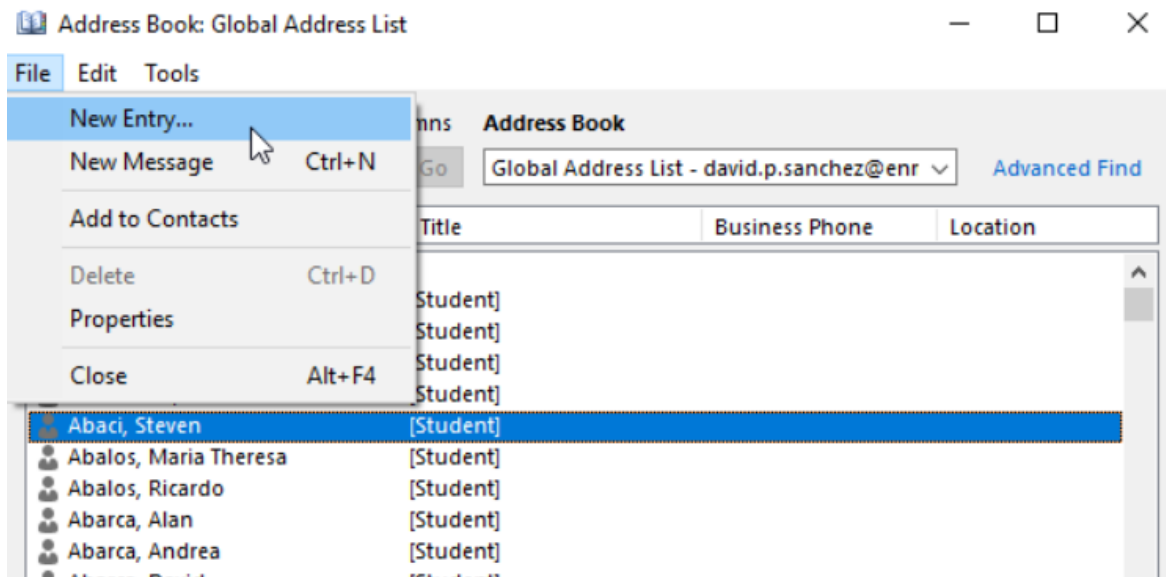 Address Book: Global Address List
File Edit Tools
New Entry...
New Message Ctrl+N
Add to Contacts
Delete Ctrl+D
Properties
Close Alt+F4
mns Address Book
Go Global Address List - david.p.sanchez@enr Advanced Find
Title Business Phone Location
Student]
Student]
Student]
Student]
Abaci, Steven [Student]
Abalos, Maria Theresa [Student]
Abalos, Ricardo [Student]
Abarca, Alan [Student]
Abarca, Andrea [Student]